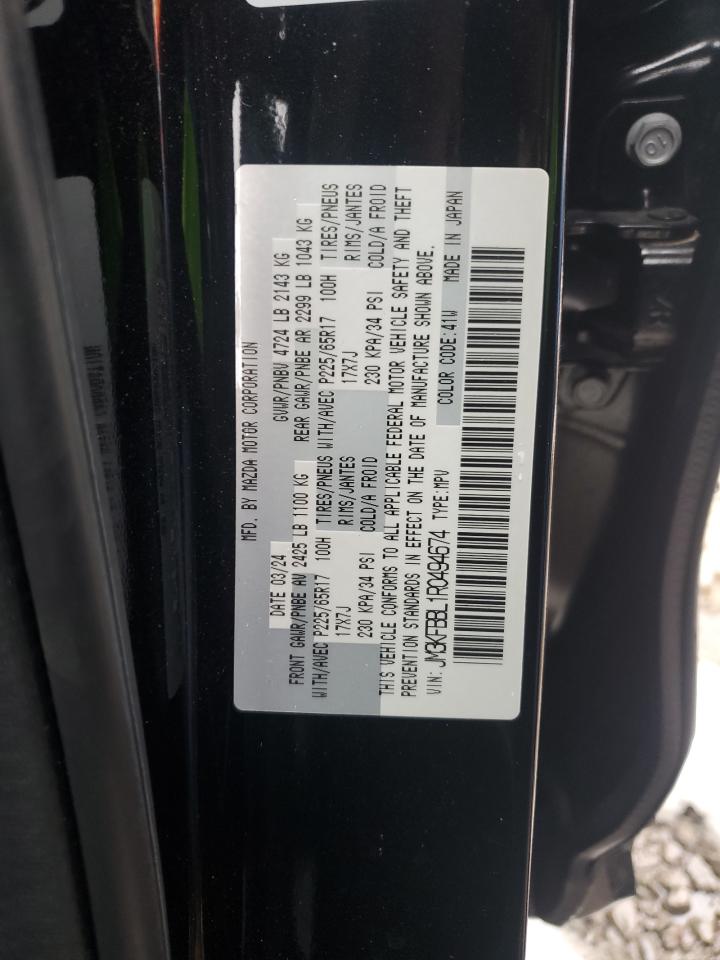 MFD. BY MAZDA MOTOR CORPORATION
DATE 03/24 GVWR/PNBV 4724 LB 2143 KG
FRONT GAWR/PNBE AV 2425 LB 1100 KG REAR GAWR/PNBE AR 2299 LB 1043 KG
WITH/AVEC P225/65R17 100H TIRES/PNEUS WITH/AVEC P225/65R17 100H TIRES/PNEUS
17X7J RIMS/JANTES 17X7J RIMS/JANTES
230 KPA/34 PSI COLD/A FROID 230 KPA/34 PSI COLD/A FROID
THIS VEHICLE CONFORMS TO ALL APPLICABLE FEDERAL MOTOR VEHICLE SAFETY AND THEFT
PREVENTION STANDARDS IN EFFECT ON THE DATE OF MANUFACTURE SHOWN ABOVE.
VIN: JM3KFBBL1R0494674 TYPE:MPV COLOR CODE:41W MADE IN JAPAN